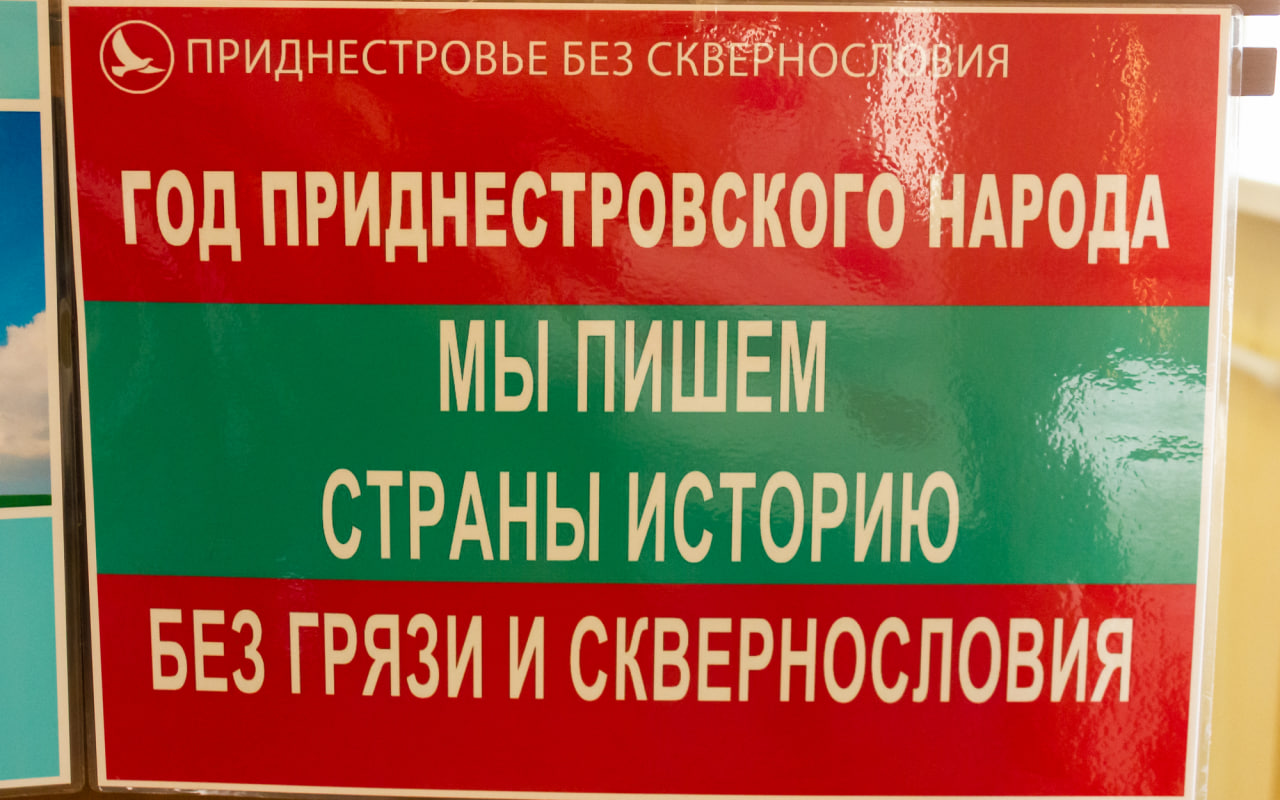 ПРИДНЕСТРОВЬЕ БЕЗ СКВЕРНОСЛОВИЯ
ГОД ПРИДНЕСТРОВСКОГО НАРОДА
МЫ ПИШЕМ
СТРАНЫ ИСТОРИЮ
БЕЗ ГРЯЗИ И СКВЕРНОСЛОВИЯ